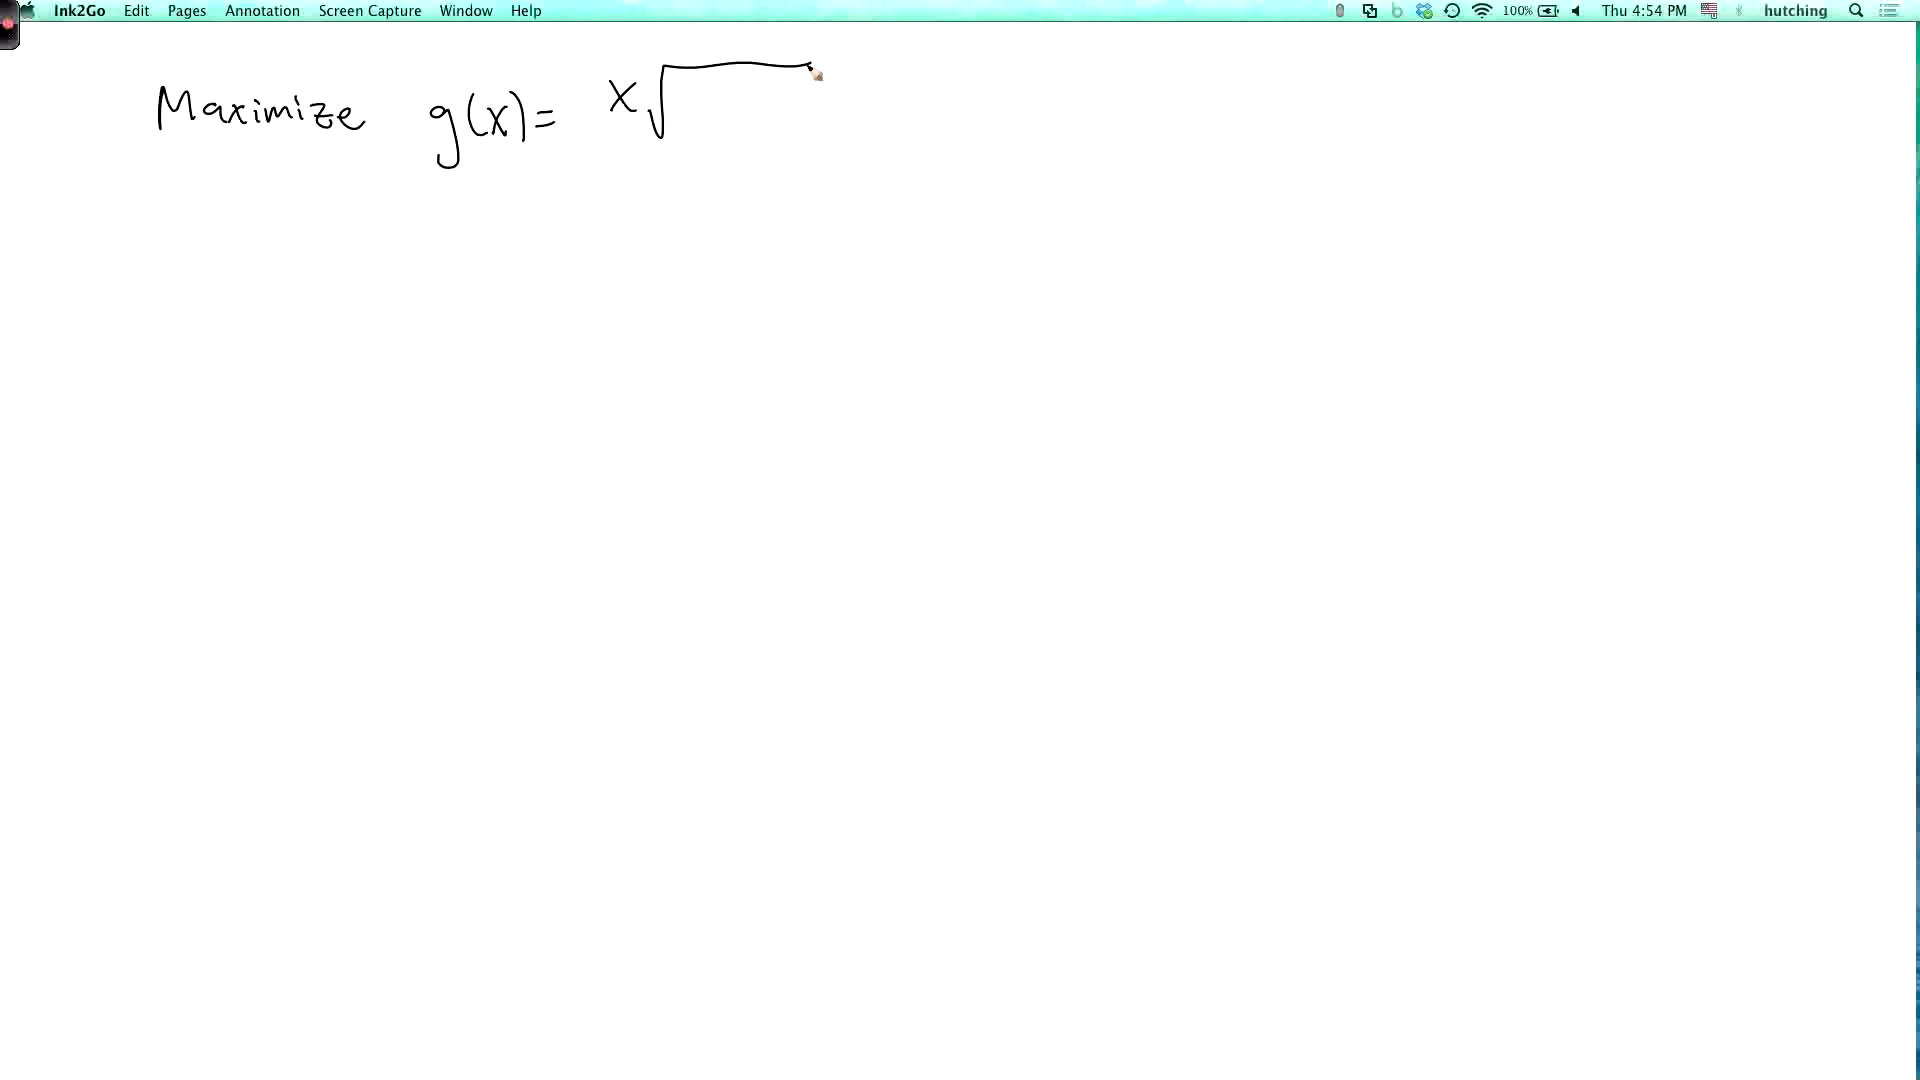 Ink2Go Edit Pages Annotation Screen Capture Window Help 100% Thu 4:54 PM hutching
Maximize g(x)= x√